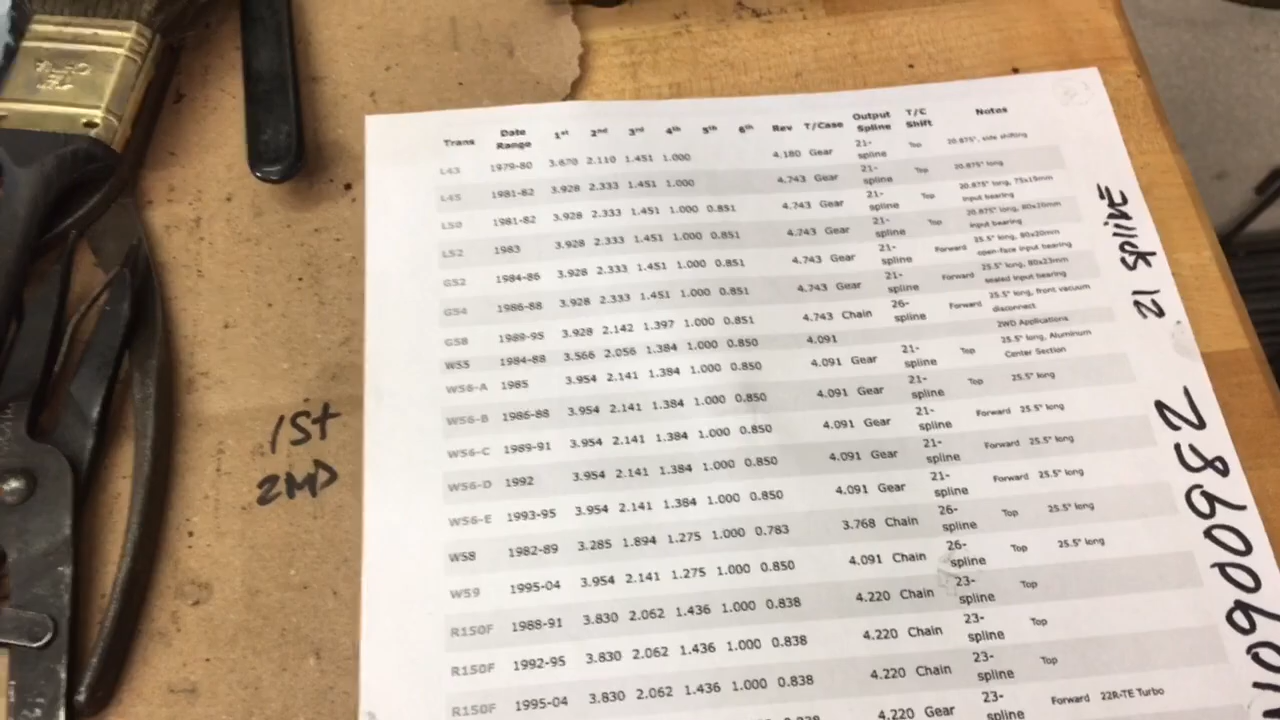 Trans Date Range 1st 2nd 3rd 4th 5th 6th Rev T/Case Output Spline T/C Shift Notes
L43 1979-80 3.670 2.110 1.451 1.000 4.180 Gear 21-spline Top 20.875", side shifting
L45 1981-82 3.928 2.333 1.451 1.000 4.743 Gear 21-spline Top 20.875" long
L50 1981-82 3.928 2.333 1.451 1.000 0.851 4.743 Gear 21-spline Top 20.875" long, 75x19mm input bearing
L52 1983 3.928 2.333 1.451 1.000 0.851 4.743 Gear 21-spline Top 20.875" long, 80x20mm input bearing
G52 1984-86 3.928 2.333 1.451 1.000 0.851 4.743 Gear 21-spline Forward 25.5" long, 80x20mm open-face input bearing
G54 1986-88 3.928 2.333 1.451 1.000 0.851 4.743 Gear 21-spline Forward 25.5" long, 80x23mm sealed input bearing
G58 1989-95 3.928 2.142 1.397 1.000 0.851 4.743 Chain 26-spline Forward 25.5" long, front vacuum disconnect
W55 1984-88 3.566 2.056 1.384 1.000 0.850 4.091 2WD Applications
W56-A 1985 3.954 2.141 1.384 1.000 0.850 4.091 Gear 21-spline Top 25.5" long, Aluminum Center Section
W56-B 1986-88 3.954 2.141 1.384 1.000 0.850 4.091 Gear 21-spline Top 25.5" long
W56-C 1989-91 3.954 2.141 1.384 1.000 0.850 4.091 Gear 21-spline Forward 25.5" long
W56-D 1992 3.954 2.141 1.384 1.000 0.850 4.091 Gear 21-spline Forward 25.5" long
W56-E 1993-95 3.954 2.141 1.384 1.000 0.850 4.091 Gear 21-spline Forward 25.5" long
W58 1982-89 3.285 1.894 1.275 1.000 0.783 3.768 Chain 26-spline Top 25.5" long
W59 1995-04 3.954 2.141 1.275 1.000 0.850 4.091 Chain 26-spline Top 25.5" long
R150F 1988-91 3.830 2.062 1.436 1.000 0.838 4.220 Chain 23-spline Top
R150F 1992-95 3.830 2.062 1.436 1.000 0.838 4.220 Chain 23-spline Top
R150F 1995-04 3.830 2.062 1.436 1.000 0.838 4.220 Chain 23-spline Top
4.220 Gear 23-spline Forward 22R-TE Turbo
1st
2ND
21 SPLINE